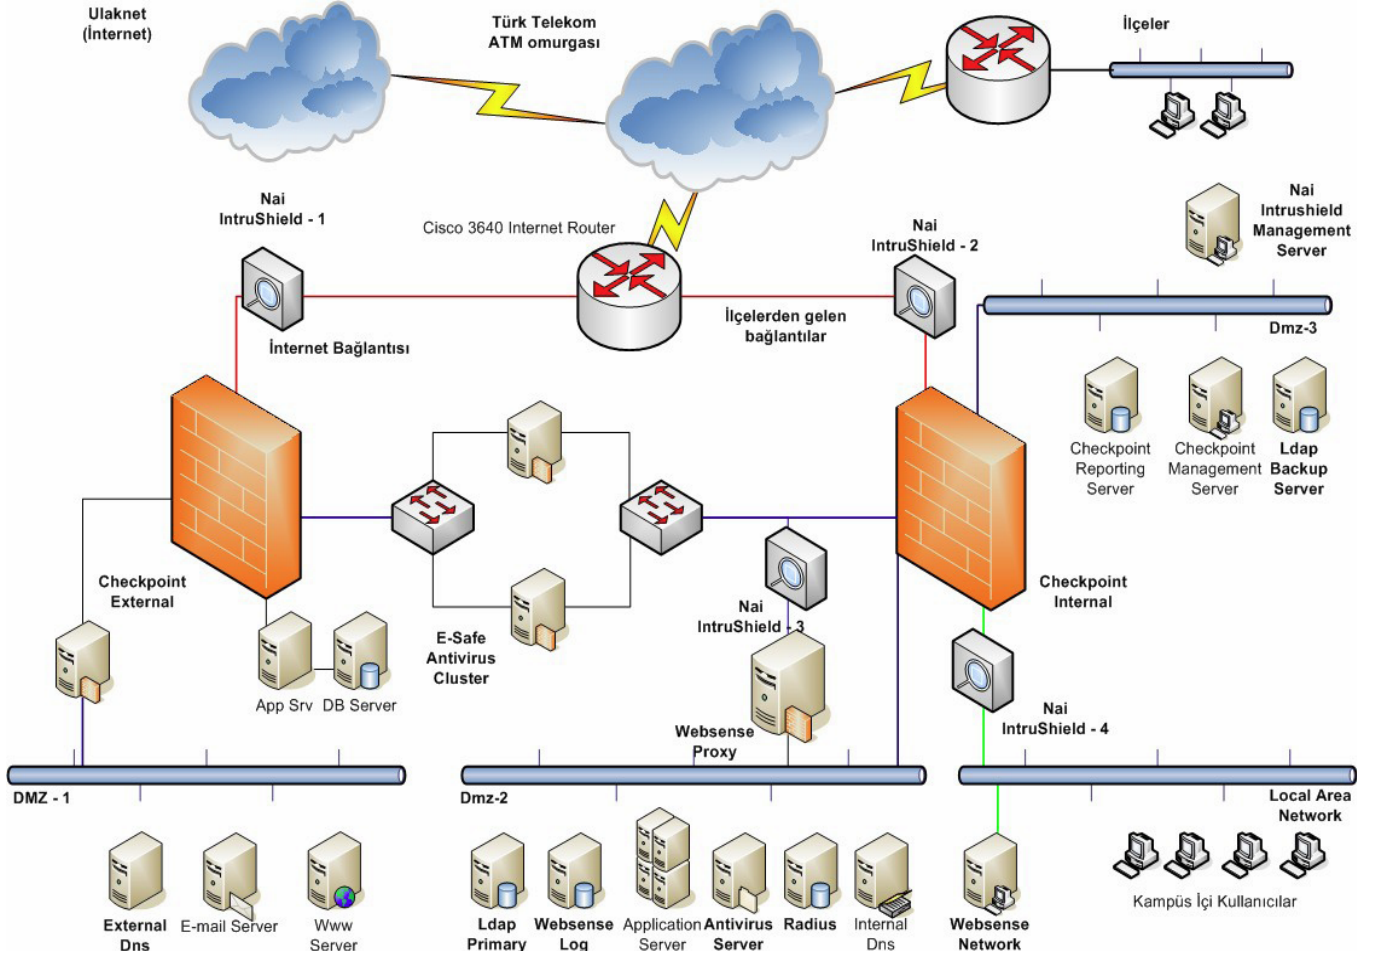 Ulaknet
(İnternet)
Türk Telekom
ATM omurgası
İlçeler
Nai
IntruShield - 1
Cisco 3640 Internet Router
Nai
IntruShield - 2
Nai
Intrushield
Management
Server
İnternet Bağlantısı
İlçelerden gelen
bağlantılar
Dmz-3
Checkpoint
Reporting
Server
Checkpoint
Management
Server
Ldap
Backup
Server
Checkpoint
External
Checkpoint
Internal
Nai
IntruShield - 3
E-Safe
Antivirus
Cluster
App Srv
DB Server
Websense
Proxy
Nai
IntruShield - 4
DMZ - 1
Dmz-2
Local Area
Network
External
Dns
E-mail Server
Www
Server
Ldap
Primary
Websense
Log
Application
Server
Antivirus
Server
Radius
Internal
Dns
Websense
Network
Kampüs İçi Kullanıcılar